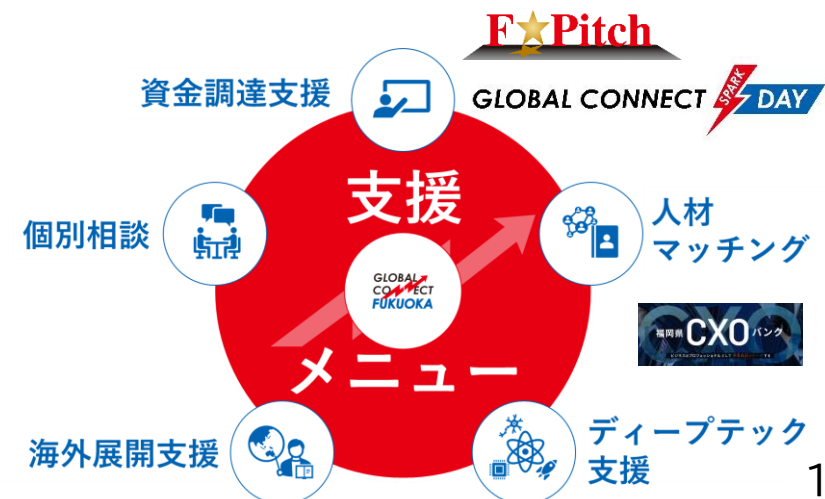 F★Pitch
GLOBAL CONNECT SPARK DAY
資金調達支援
支援
個別相談
人材
マッチング
GLOBAL
CONNECT
FUKUOKA
福岡県 CXO バンク
メニュー
海外展開支援
ディープテック
支援
1